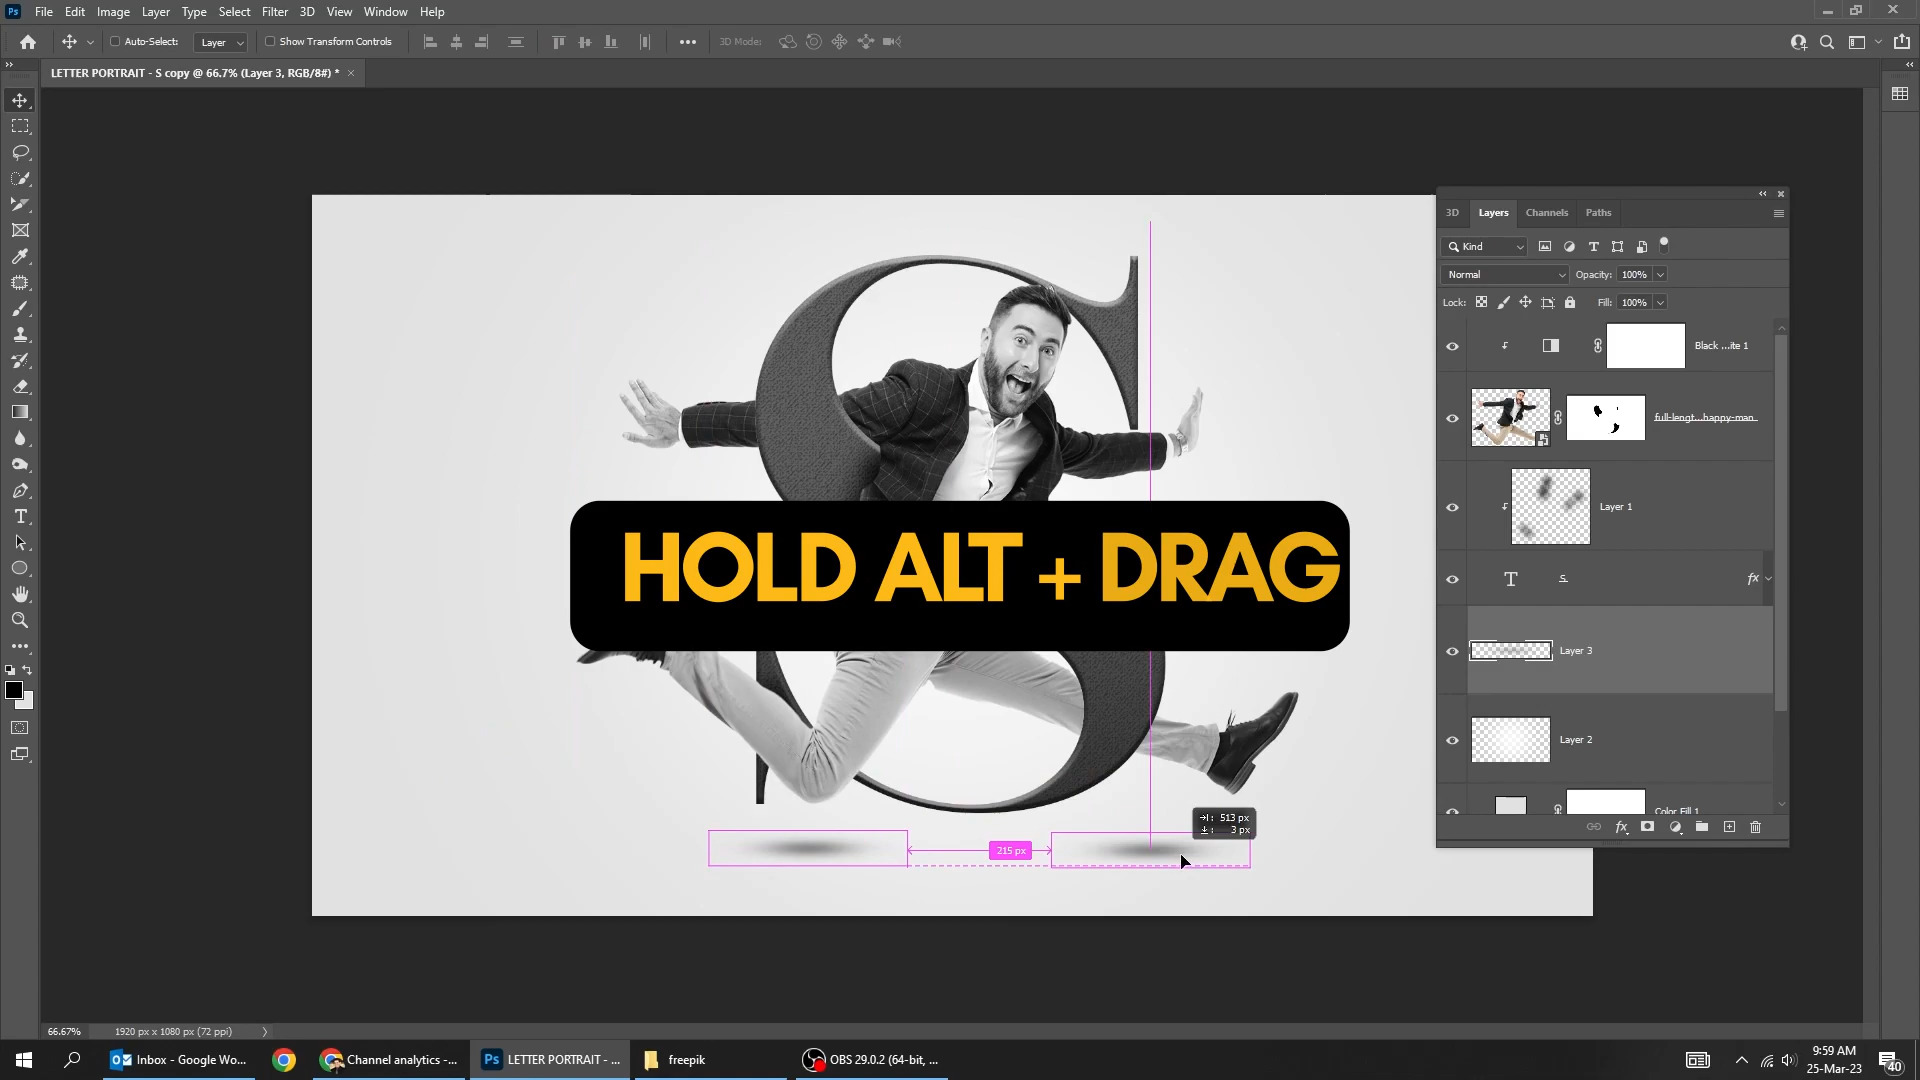 Ps File Edit Image Layer Type Select Filter 3D View Window Help
Auto-Select: Layer Show Transform Controls 3D Mode:
LETTER PORTRAIT - S copy @ 66.7% (Layer 3, RGB/8#) *
3D Layers Channels Paths
Kind
Normal Opacity: 100%
Lock: Fill: 100%
Black ...ite 1
full-lengt...happy-man
Layer 1
T S fx
Layer 3
Layer 2
Color Fill 1
fx
HOLD ALT + DRAG
513 px
3 px
215 px
66.67% 1920 px x 1080 px (72 ppi)
Inbox - Google Wo...
Channel analytics -...
Ps LETTER PORTRAIT - ...
freepik
OBS 29.0.2 (64-bit, ...
9:59 AM
25-Mar-23
40